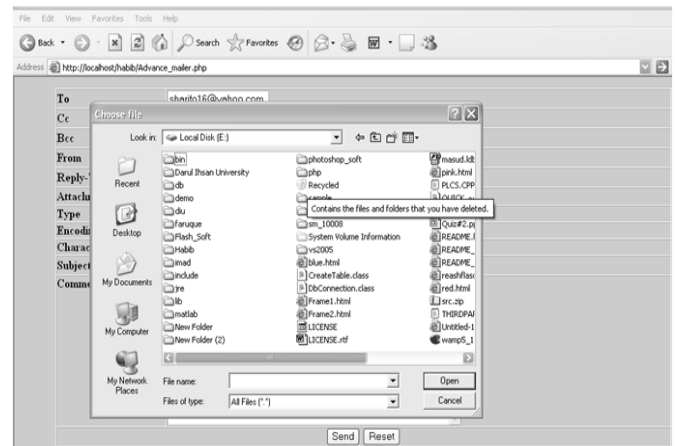 File Edit View Favorites Tools Help
Back Search Favorites
Address http://localhost/habib/Advance_mailer.php
To sharifo16@yahoo.com
Choose file
Cc
Look in: Local Disk (E:)
Bcc
From
Reply-
Attachm
Type
Encodi
Charac
Subject
Comme
Recent
Desktop
My Documents
My Computer
My Network Places
bin
Darul Ihsan University
db
demo
diu
faruque
Flash_Soft
Habib
imad
include
jre
lib
matlab
New Folder
New Folder (2)
photoshop_soft
php
Recycled
sample
Contains the files and folders that you have deleted.
sm_10008
System Volume Information
vs2005
blue.html
CreateTable.class
DbConnection.class
Frame1.html
Frame2.html
LICENSE
LICENSE.rtf
masud.ldb
pink.html
PLCS.CPP
Quiz#2.pp
README.
README_
README_
reashflasc
red.html
src.zip
THIRDPAR
Untitled-1
wamp5_1
File name: Open
Files of type: All Files (*.*) Cancel
Send Reset